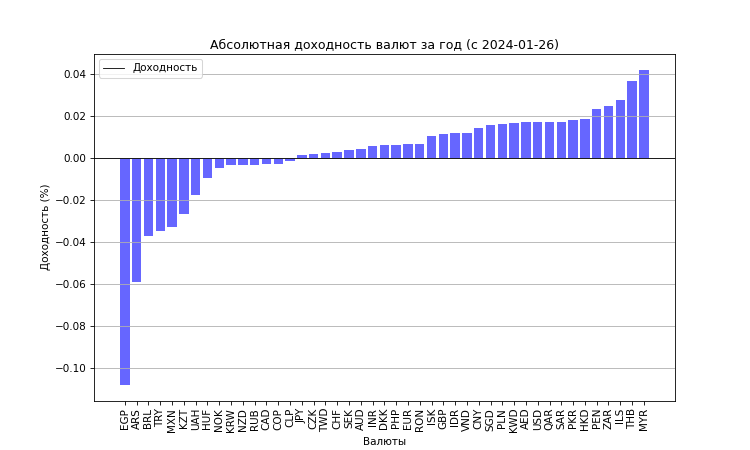 Абсолютная доходность валют за год (с 2024-01-26)
Доходность
0.04
0.02
0.00
−0.02
−0.04
−0.06
−0.08
−0.10
Доходность (%)
EGP ARS BRL TRY MXN KZT UAH HUF NOK KRW NZD RUB CAD COP CLP JPY CZK TWD CHF SEK AUD INR DKK PHP EUR RON ISK GBP IDR VND CNY SGD PLN KWD AED USD QAR SAR PKR HKD PEN ZAR ILS THB MYR
Валюты